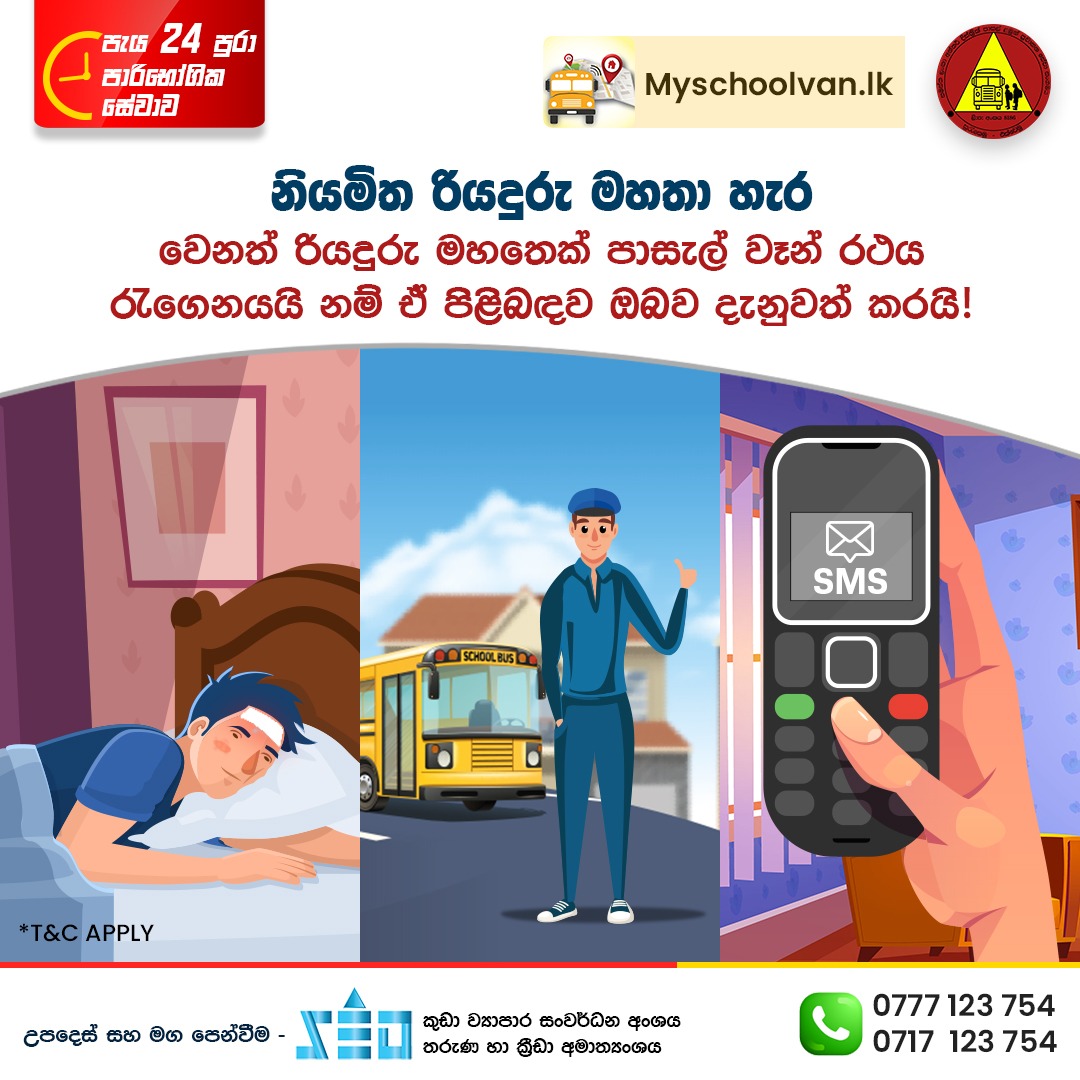 පැය 24 පුරා
පාරිභෝගික
සේවාව
Myschoolvan.lk
නියමිත රියදුරු මහතා හැර
වෙනත් රියදුරු මහතෙක් පාසැල් වෑන් රථය
රැගෙනයයි නම් ඒ පිළිබඳව ඔබව දැනුවත් කරයි!
SCHOOL BUS
SMS
*T&C APPLY
උපදෙස් සහ මග පෙන්වීම -
SED
කුඩා ව්‍යාපාර සංවර්ධන අංශය
තරුණ හා ක්‍රීඩා අමාත්‍යංශය
0777 123 754
0717 123 754